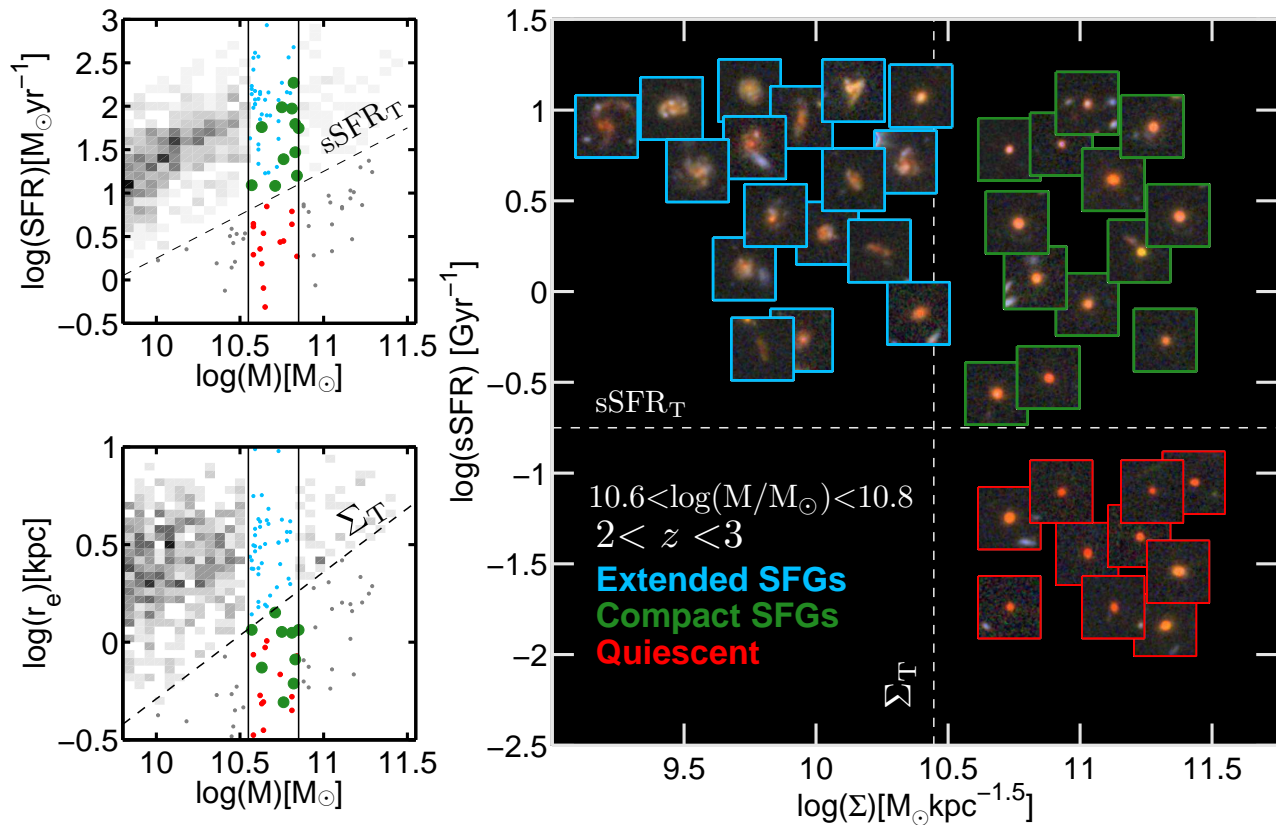 log(SFR)[M⊙yr⁻¹]
3
2.5
2
1.5
1
0.5
0
−0.5
sSFR_T
10
10.5
11
11.5
log(M)[M⊙]
log(r_e)[kpc]
1
0.5
0
−0.5
Σ_T
10
10.5
11
11.5
log(M)[M⊙]
log(sSFR) [Gyr⁻¹]
1.5
1
0.5
0
−0.5
−1
−1.5
−2
−2.5
sSFR_T
10.6<log(M/M⊙)<10.8
2< z <3
Extended SFGs
Compact SFGs
Quiescent
Σ_T
9.5
10
10.5
11
11.5
log(Σ)[M⊙kpc⁻¹·⁵]